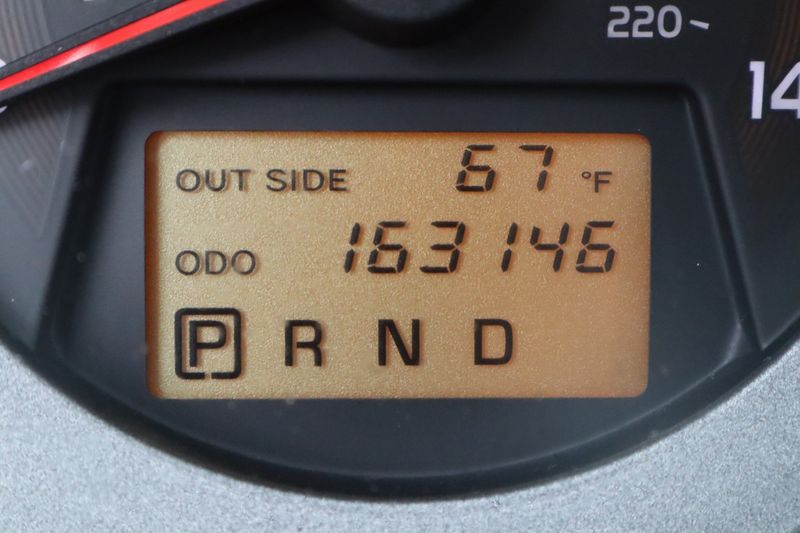 220
14
OUT SIDE 67 °F
ODO 163146
P R N D